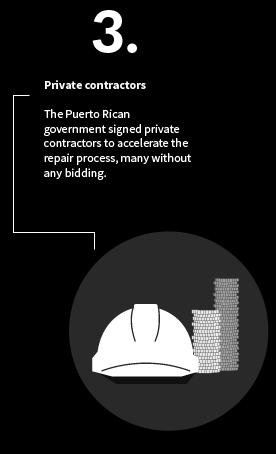 3.
Private contractors
The Puerto Rican
government signed private
contractors to accelerate the
repair process, many without
any bidding.